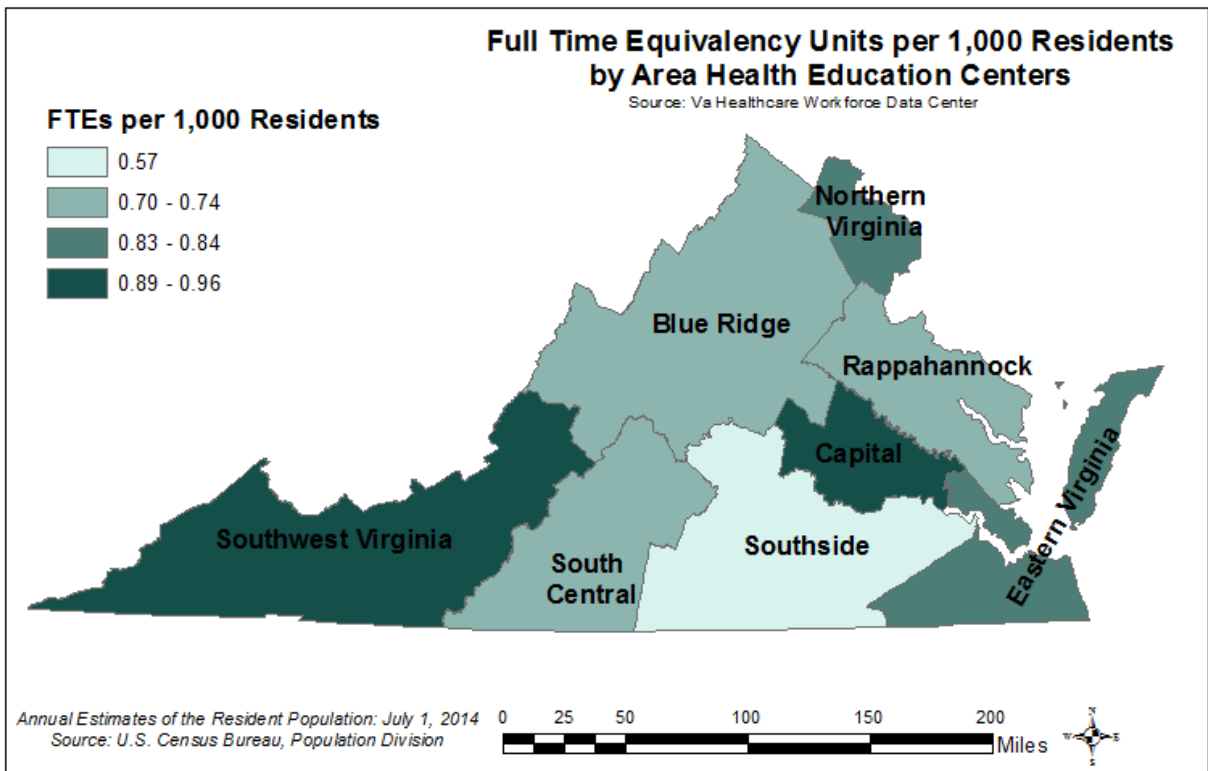 Full Time Equivalency Units per 1,000 Residents
by Area Health Education Centers
Source: Va Healthcare Workforce Data Center
FTEs per 1,000 Residents
0.57
0.70 - 0.74
0.83 - 0.84
0.89 - 0.96
Northern
Virginia
Blue Ridge
Rappahannock
Capital
Eastern Virginia
Southwest Virginia
Southside
South
Central
Annual Estimates of the Resident Population: July 1, 2014
Source: U.S. Census Bureau, Population Division
0 25 50 100 150 200
Miles
N
W E
S